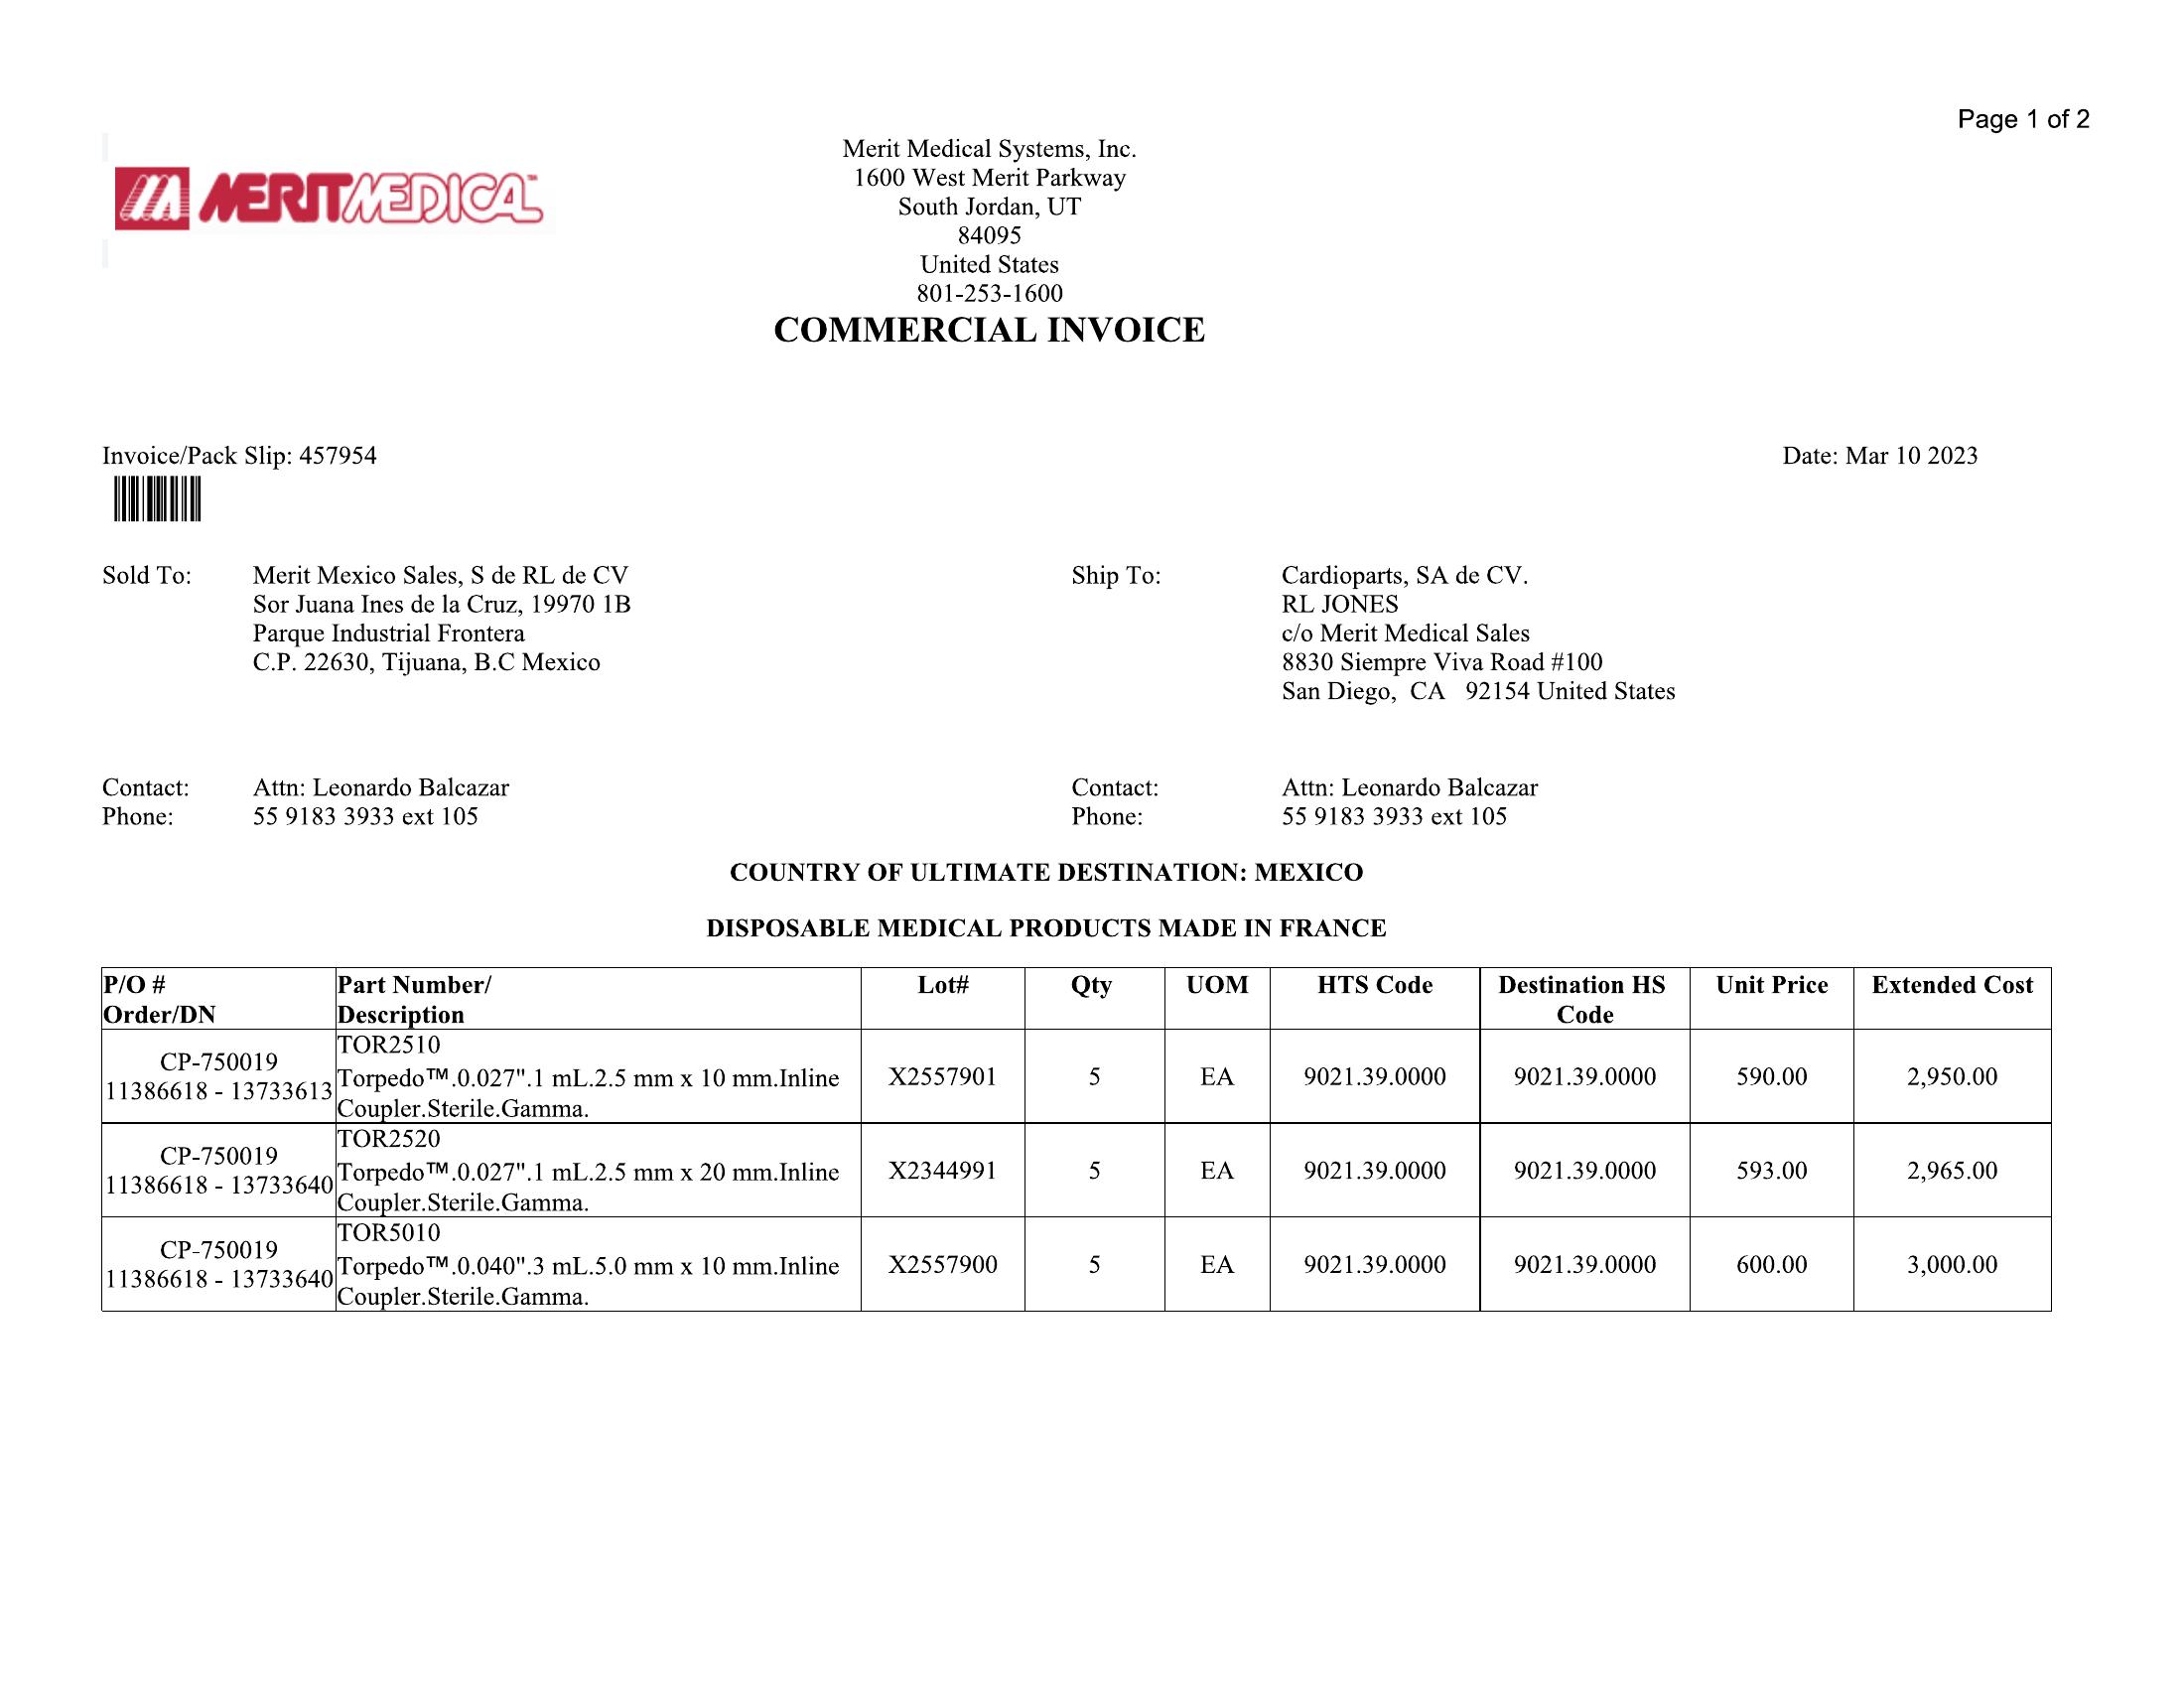 Page 1 of 2
MERITMEDICAL™
Merit Medical Systems, Inc.
1600 West Merit Parkway
South Jordan, UT
84095
United States
801-253-1600
COMMERCIAL INVOICE
Invoice/Pack Slip: 457954
Date: Mar 10 2023
Sold To:
Merit Mexico Sales, S de RL de CV
Sor Juana Ines de la Cruz, 19970 1B
Parque Industrial Frontera
C.P. 22630, Tijuana, B.C Mexico
Ship To:
Cardioparts, SA de CV.
RL JONES
c/o Merit Medical Sales
8830 Siempre Viva Road #100
San Diego, CA 92154 United States
Contact: Attn: Leonardo Balcazar
Phone: 55 9183 3933 ext 105
Contact: Attn: Leonardo Balcazar
Phone: 55 9183 3933 ext 105
COUNTRY OF ULTIMATE DESTINATION: MEXICO
DISPOSABLE MEDICAL PRODUCTS MADE IN FRANCE
P/O #
Order/DN
Part Number/
Description
Lot#
Qty
UOM
HTS Code
Destination HS
Code
Unit Price
Extended Cost
CP-750019
11386618 - 13733613
TOR2510
Torpedo™.0.027".1 mL.2.5 mm x 10 mm.Inline
Coupler.Sterile.Gamma.
X2557901
5
EA
9021.39.0000
9021.39.0000
590.00
2,950.00
CP-750019
11386618 - 13733640
TOR2520
Torpedo™.0.027".1 mL.2.5 mm x 20 mm.Inline
Coupler.Sterile.Gamma.
X2344991
5
EA
9021.39.0000
9021.39.0000
593.00
2,965.00
CP-750019
11386618 - 13733640
TOR5010
Torpedo™.0.040".3 mL.5.0 mm x 10 mm.Inline
Coupler.Sterile.Gamma.
X2557900
5
EA
9021.39.0000
9021.39.0000
600.00
3,000.00